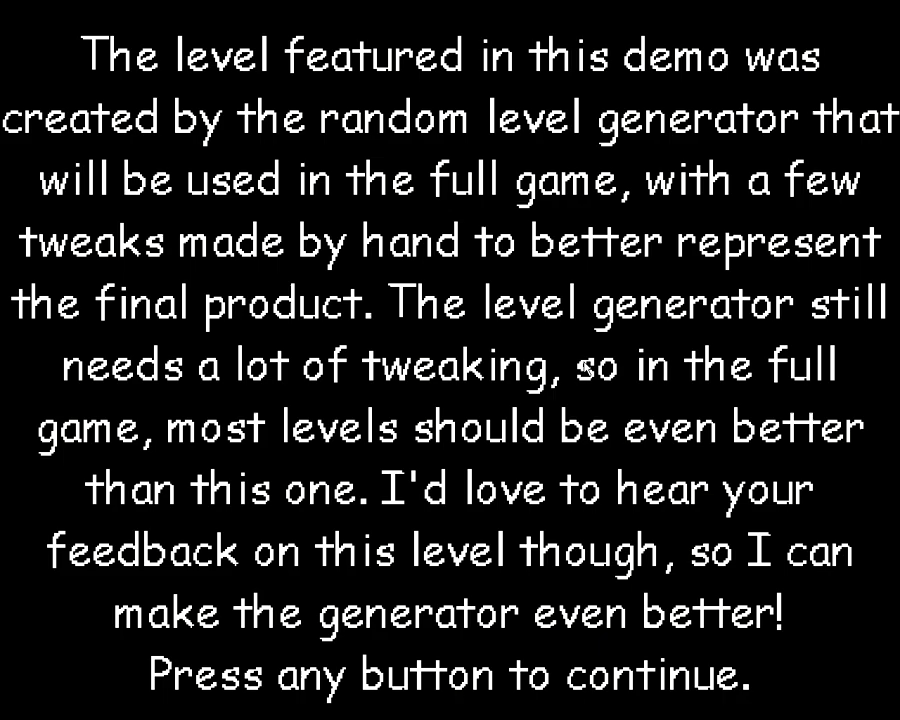 The level featured in this demo was
created by the random level generator that
will be used in the full game, with a few
tweaks made by hand to better represent
the final product. The level generator still
needs a lot of tweaking, so in the full
game, most levels should be even better
than this one. I'd love to hear your
feedback on this level though, so I can
make the generator even better!
Press any button to continue.